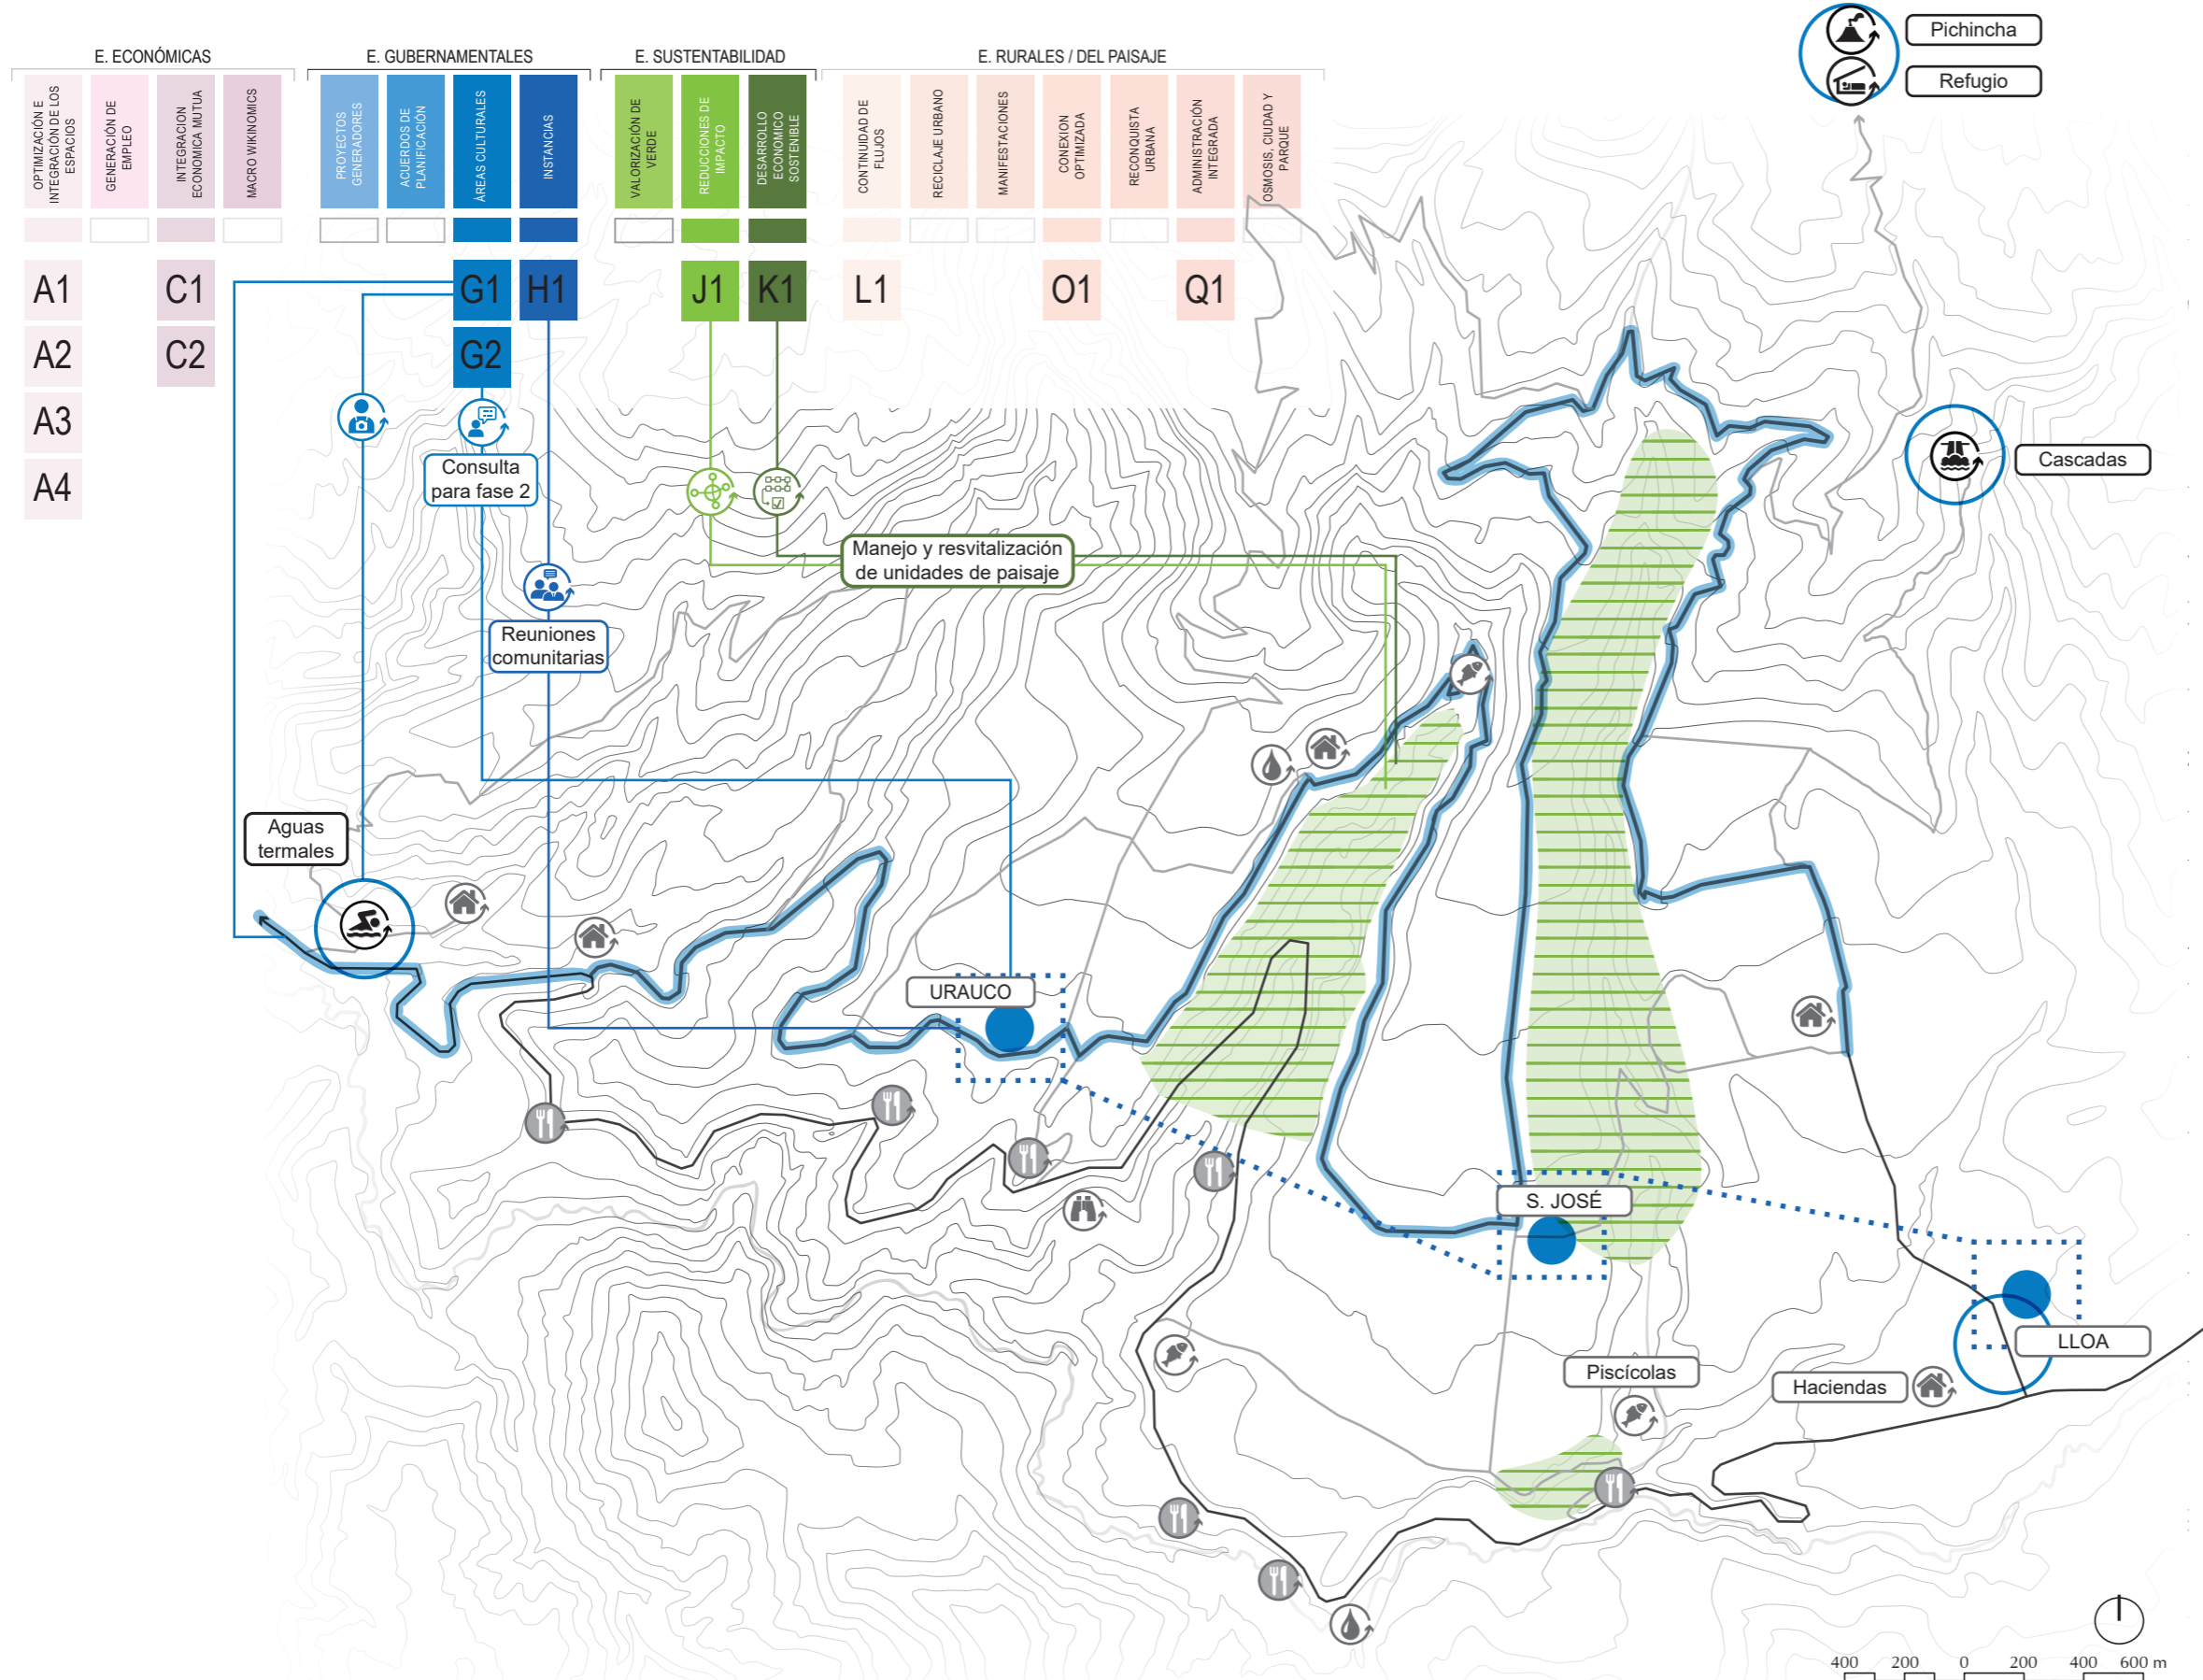 Pichincha
Refugio
E. ECONÓMICAS
E. GUBERNAMENTALES
E. SUSTENTABILIDAD
E. RURALES / DEL PAISAJE
OPTIMIZACIÓN E
INTEGRACIÓN DE LOS
ESPACIOS
GENERACIÓN DE
EMPLEO
INTEGRACION
ECONOMICA MUTUA
MACRO WIKINOMICS
PROYECTOS
GENERADORES
ACUERDOS DE
PLANIFICACIÓN
ÁREAS CULTURALES
INSTANCIAS
VALORIZACIÓN DE
VERDE
REDUCCIONES DE
IMPACTO
DESARROLLO
ECONOMICO
SOSTENIBLE
CONTINUIDAD DE
FLUJOS
RECICLAJE URBANO
MANIFESTACIONES
CONEXION
OPTIMIZADA
RECONQUISTA
URBANA
ADMINISTRACIÓN
INTEGRADA
OSMOSIS, CIUDAD Y
PARQUE
A1
C1
G1
H1
J1
K1
L1
O1
Q1
A2
C2
G2
A3
A4
Consulta
para fase 2
Cascadas
Manejo y resvitalización
de unidades de paisaje
Reuniones
comunitarias
Aguas
termales
URAUCO
S. JOSÉ
LLOA
Piscícolas
Haciendas
400 200 0 200 400 600 m